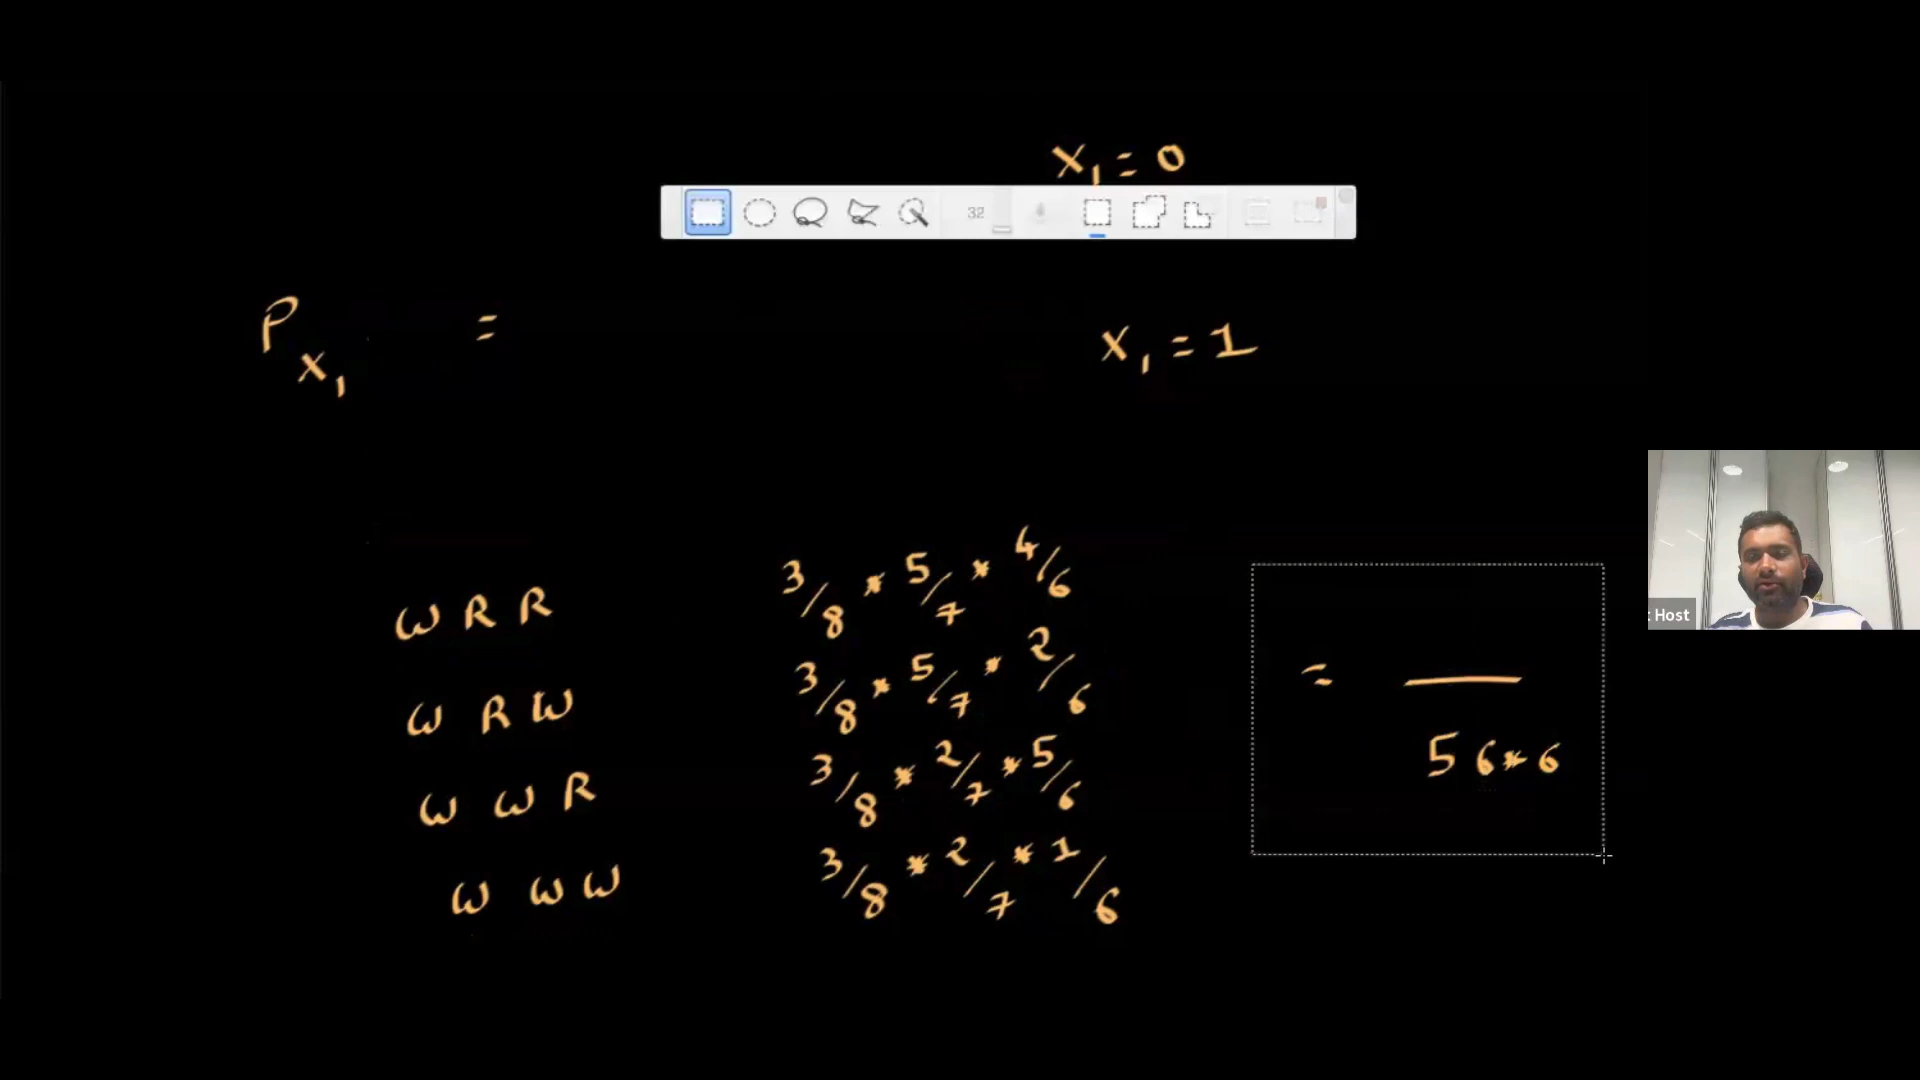 X₁ = 0
32
P X₁ =
X₁ = 1
W R R 3/8 * 5/7 * 4/6
W R W 3/8 * 5/7 * 2/6
W W R 3/8 * 2/7 * 5/6
W W W 3/8 * 2/7 * 1/6
= —
56*6
Host